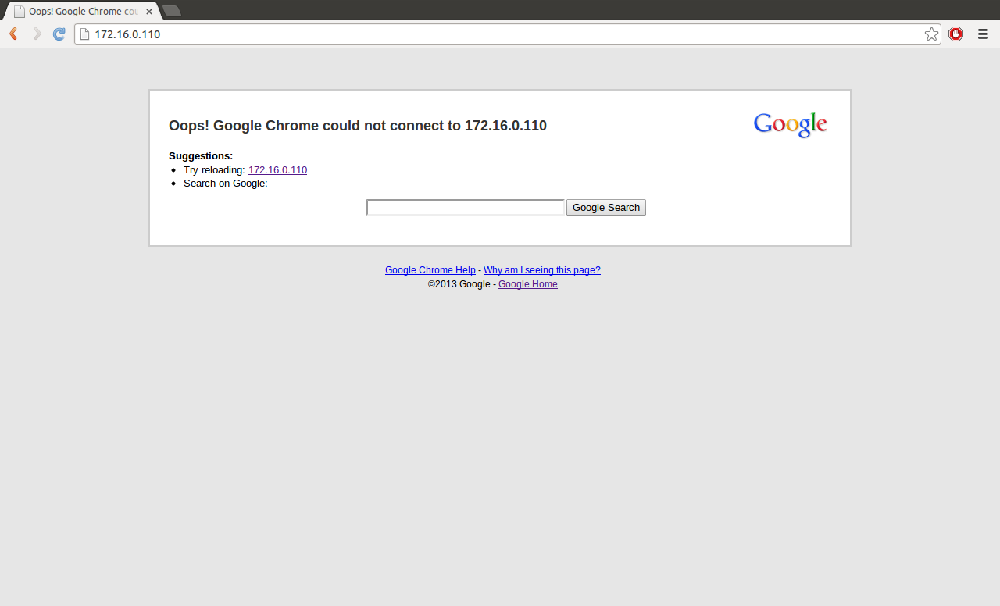 Oops! Google Chrome cou
172.16.0.110
Oops! Google Chrome could not connect to 172.16.0.110
Google
Suggestions:
Try reloading: 172.16.0.110
Search on Google:
Google Search
Google Chrome Help - Why am I seeing this page?
©2013 Google - Google Home